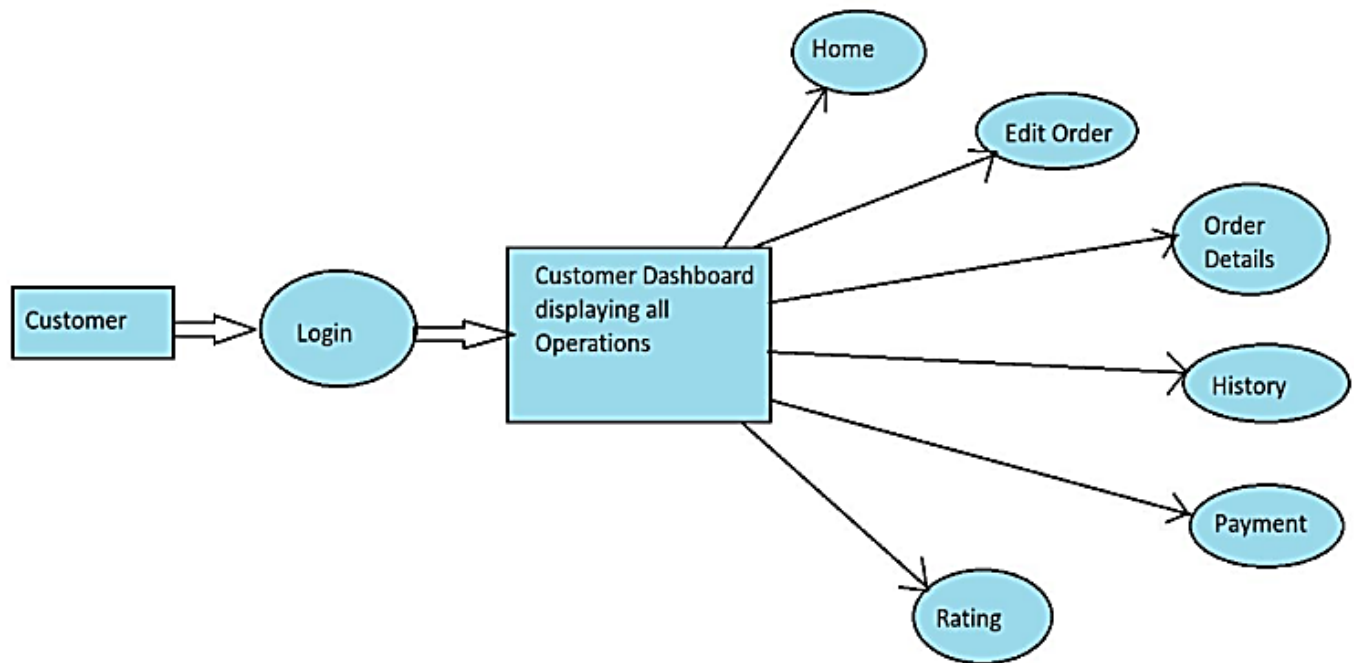 Customer
Login
Customer Dashboard
displaying all
Operations
Home
Edit Order
Order
Details
History
Payment
Rating